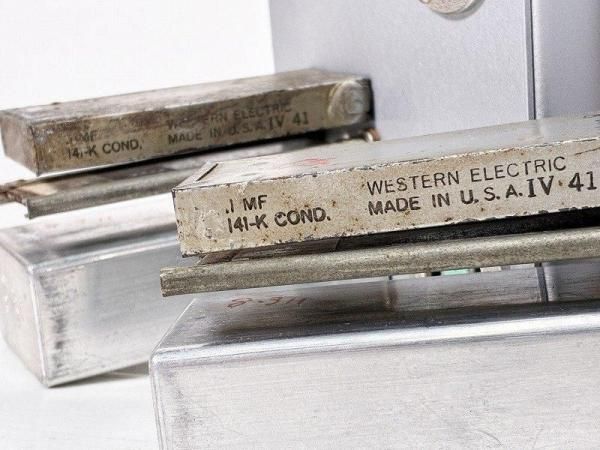 .1 MF
141-K COND.
WESTERN ELECTRIC
MADE IN U.S.A. IV 41
.1 MF
141-K COND.
WESTERN ELECTRIC
MADE IN U.S.A. IV 41